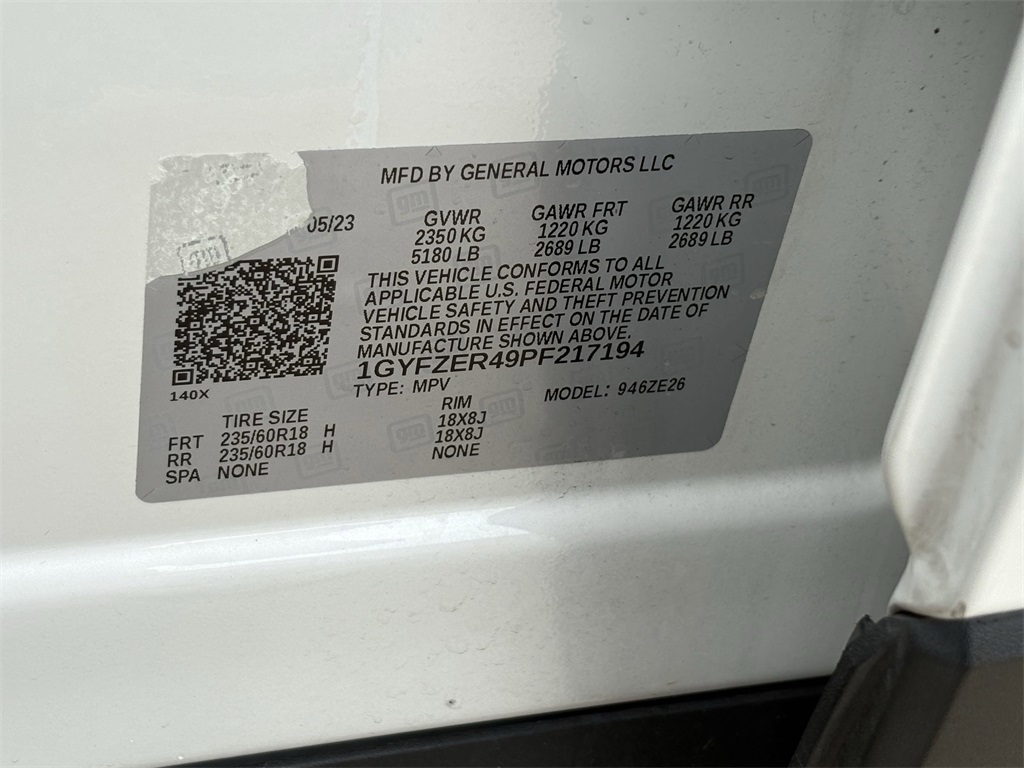 MFD BY GENERAL MOTORS LLC
05/23 GVWR GAWR FRT GAWR RR
2350 KG 1220 KG 1220 KG
5180 LB 2689 LB 2689 LB
THIS VEHICLE CONFORMS TO ALL
APPLICABLE U.S. FEDERAL MOTOR
VEHICLE SAFETY AND THEFT PREVENTION
STANDARDS IN EFFECT ON THE DATE OF
MANUFACTURE SHOWN ABOVE.
1GYFZER49PF217194
140X TYPE: MPV MODEL: 946ZE26
TIRE SIZE RIM
FRT 235/60R18 H 18X8J
RR 235/60R18 H 18X8J
SPA NONE NONE